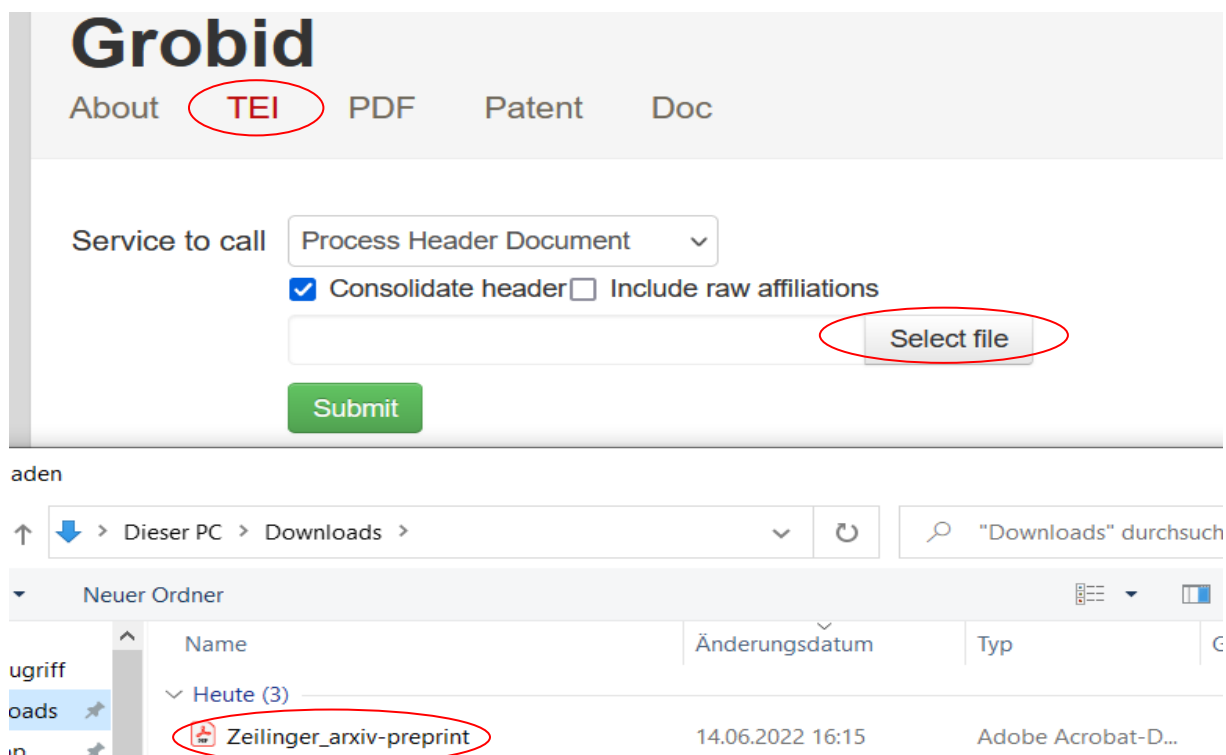 Grobid
About TEI PDF Patent Doc
Service to call Process Header Document
Consolidate header Include raw affiliations
Select file
Submit
aden
Dieser PC > Downloads >
"Downloads" durchsuch
Neuer Ordner
Name Änderungsdatum Typ G
ugriff
Heute (3)
oads
Zeilinger_arxiv-preprint 14.06.2022 16:15 Adobe Acrobat-D...